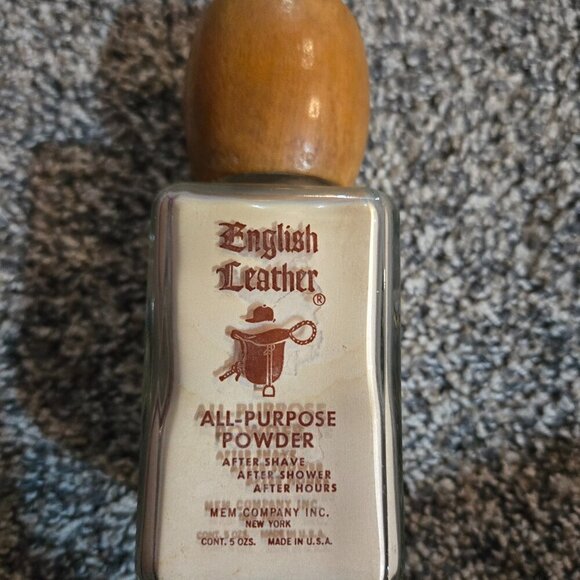 English
Leather®
ALL-PURPOSE
POWDER
AFTER SHAVE
AFTER SHOWER
AFTER HOURS
MEM COMPANY INC.
NEW YORK
CONT. 5 OZS. MADE IN U.S.A.